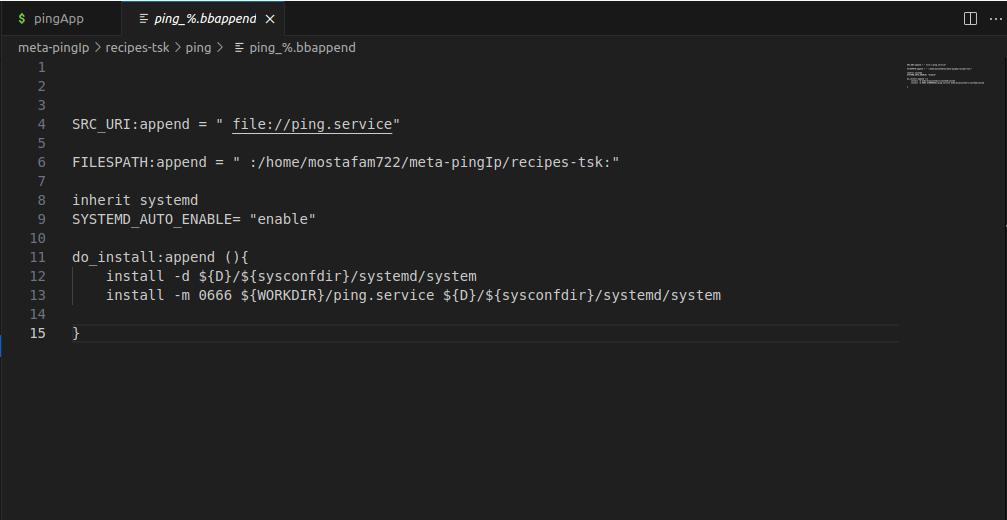 $ pingApp
ping_%.bbappend ×
meta-pingIp > recipes-tsk > ping > ping_%.bbappend
1
2
3
4 SRC_URI:append = " file://ping.service"
5
6 FILESPATH:append = " :/home/mostafam722/meta-pingIp/recipes-tsk:"
7
8 inherit systemd
9 SYSTEMD_AUTO_ENABLE= "enable"
10
11 do_install:append (){
12     install -d ${D}/${sysconfdir}/systemd/system
13     install -m 0666 ${WORKDIR}/ping.service ${D}/${sysconfdir}/systemd/system
14
15 }